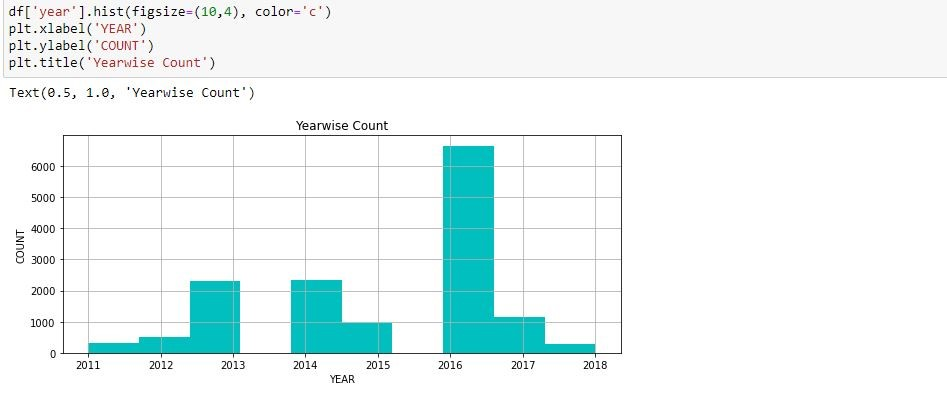 df['year'].hist(figsize=(10,4), color='c')
plt.xlabel('YEAR')
plt.ylabel('COUNT')
plt.title('Yearwise Count')
Text(0.5, 1.0, 'Yearwise Count')
Yearwise Count
6000
5000
4000
3000
2000
1000
0
COUNT
2011 2012 2013 2014 2015 2016 2017 2018
YEAR